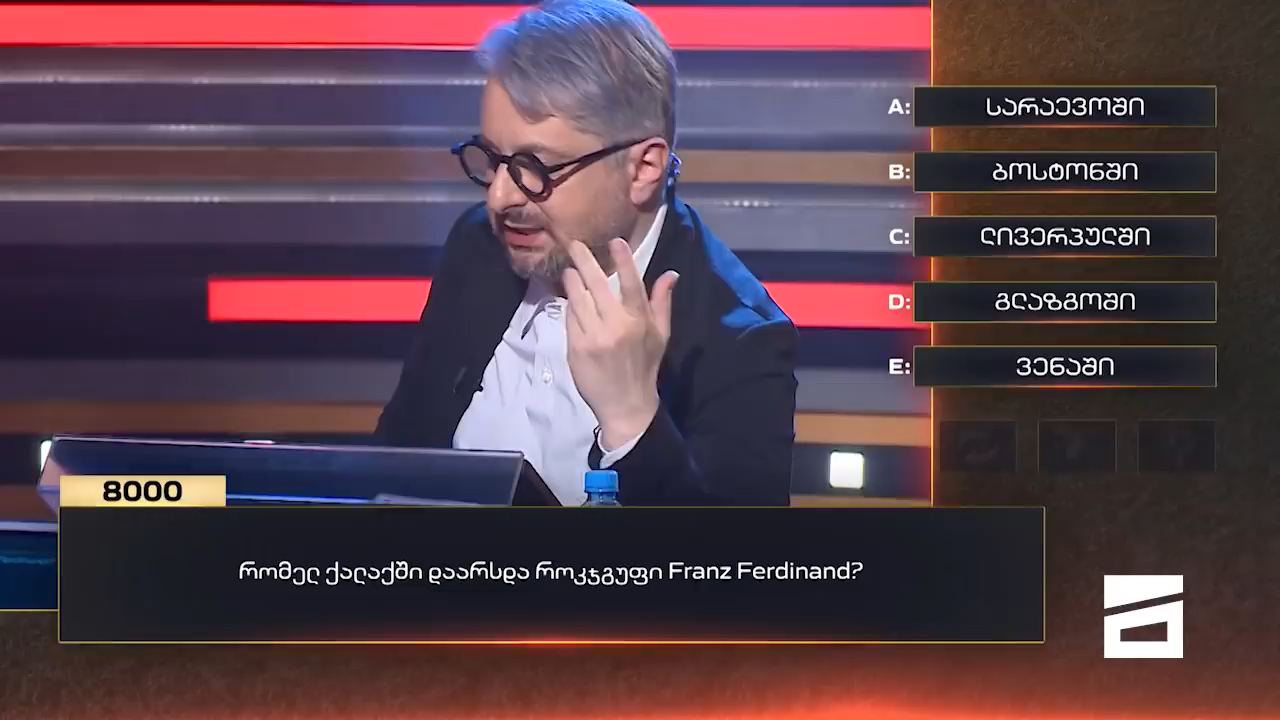 A: სარაევოში
B: ბოსტონში
C: ლივერპულში
D: გლაზგოში
E: ვენაში
8000
რომელ ქალაქში დაარსდა როკჯგუფი Franz Ferdinand?